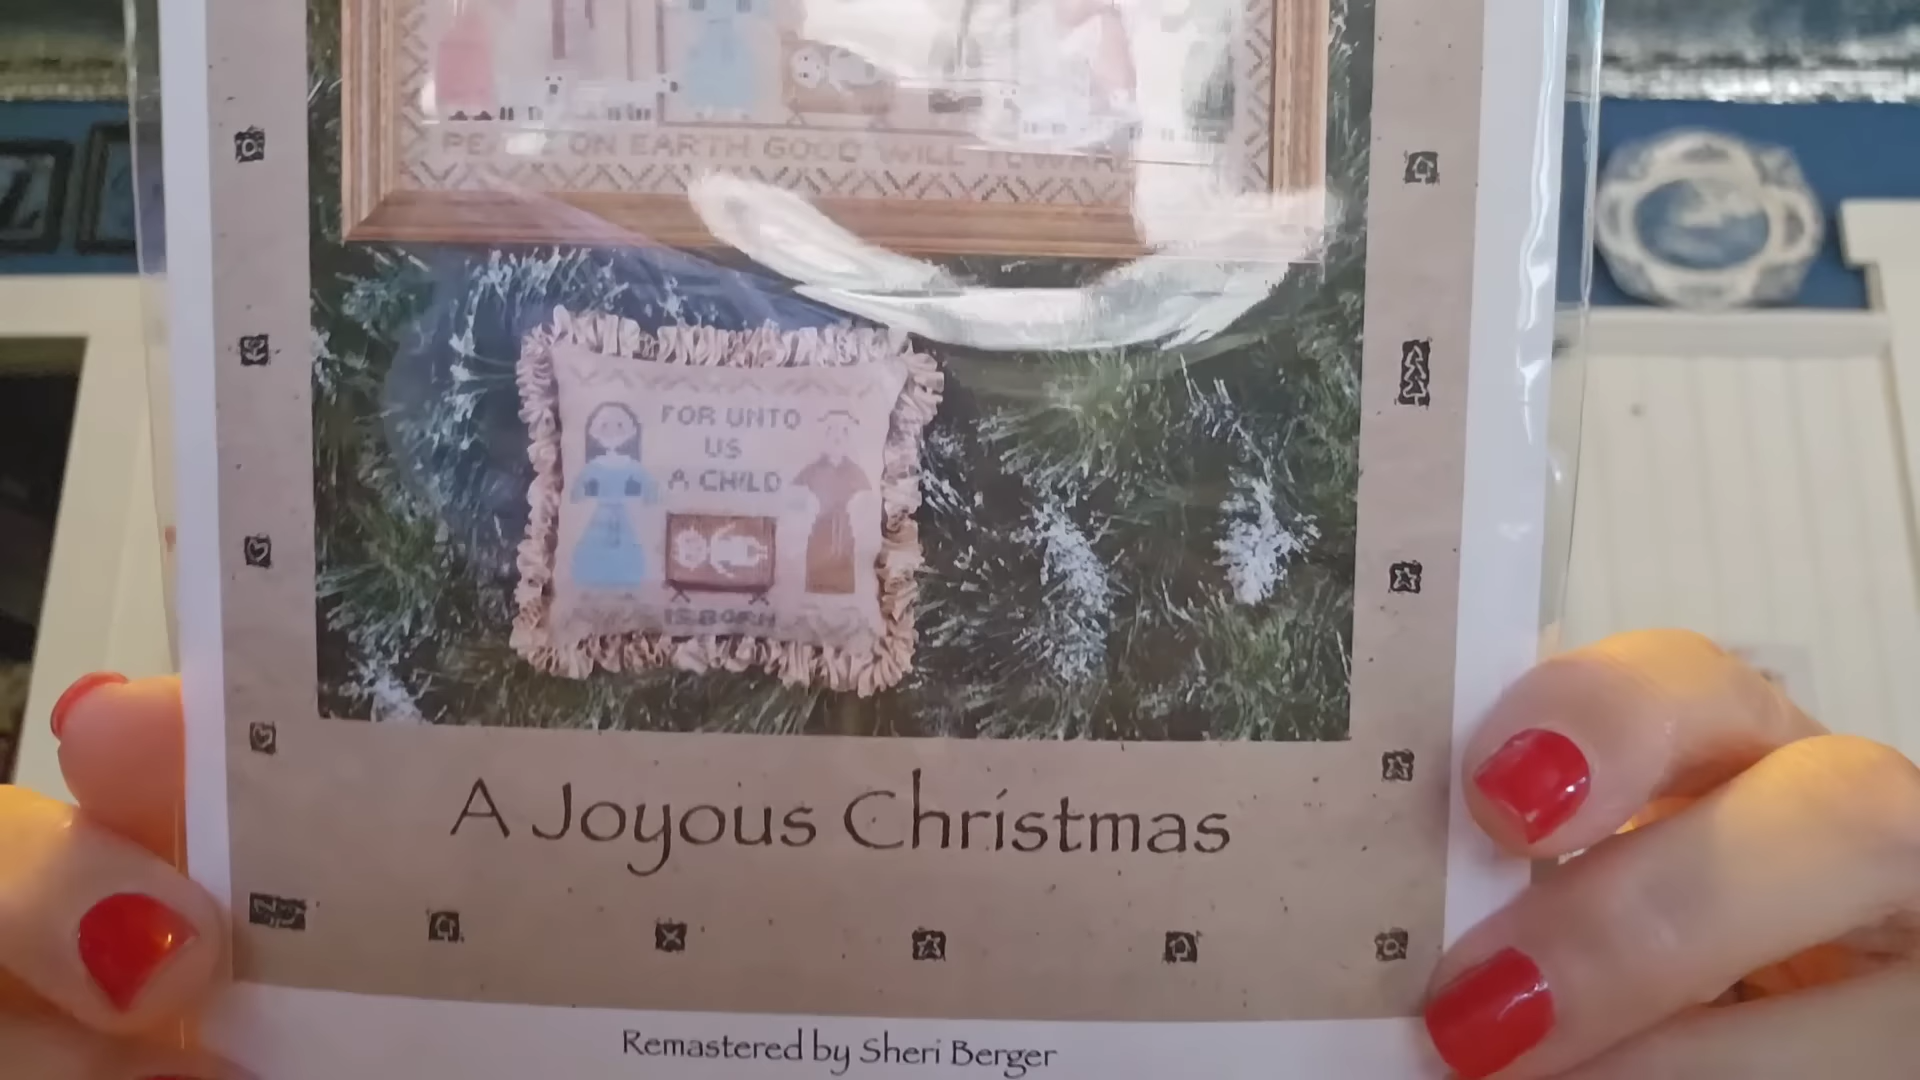 PEACE ON EARTH GOOD WILL TOWARD
FOR UNTO
US
A CHILD
IS BORN
A Joyous Christmas
Remastered by Sheri Berger